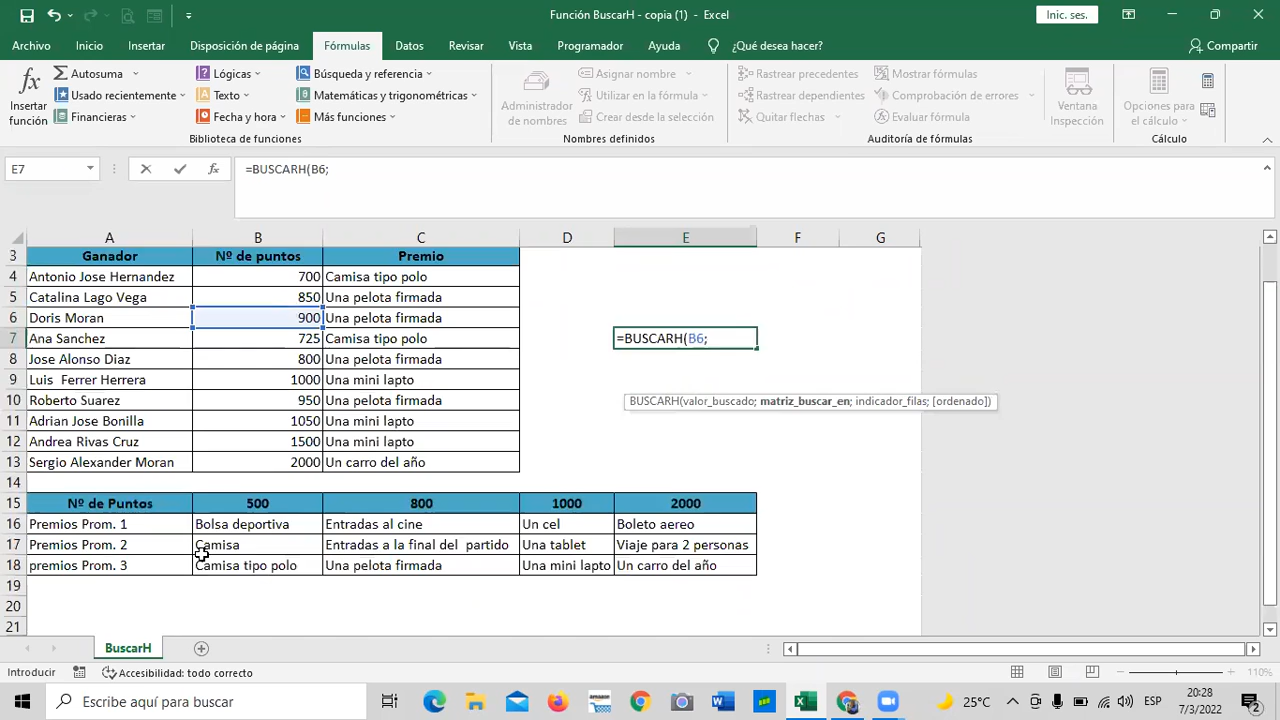 Función BuscarH - copia (1) - Excel
Inic. ses.
Archivo Inicio Insertar Disposición de página Fórmulas Datos Revisar Vista Programador Ayuda ¿Qué desea hacer? Compartir
Insertar función
Autosuma
Usado recientemente
Financieras
Lógicas
Texto
Fecha y hora
Búsqueda y referencia
Matemáticas y trigonométricas
Más funciones
Biblioteca de funciones
Administrador de nombres
Asignar nombre
Utilizar en la fórmula
Crear desde la selección
Nombres definidos
Rastrear precedentes
Rastrear dependientes
Quitar flechas
Mostrar fórmulas
Comprobación de errores
Evaluar fórmula
Auditoría de fórmulas
Ventana Inspección
Opciones para el cálculo
Cálculo
E7 fx =BUSCARH(B6;
A B C D E F G
3 Ganador Nº de puntos Premio
4 Antonio Jose Hernandez 700 Camisa tipo polo
5 Catalina Lago Vega 850 Una pelota firmada
6 Doris Moran 900 Una pelota firmada
7 Ana Sanchez 725 Camisa tipo polo =BUSCARH(B6;
8 Jose Alonso Diaz 800 Una pelota firmada
9 Luis Ferrer Herrera 1000 Una mini lapto
BUSCARH(valor_buscado; matriz_buscar_en; indicador_filas; [ordenado])
10 Roberto Suarez 950 Una pelota firmada
11 Adrian Jose Bonilla 1050 Una mini lapto
12 Andrea Rivas Cruz 1500 Una mini lapto
13 Sergio Alexander Moran 2000 Un carro del año
14
15 Nº de Puntos 500 800 1000 2000
16 Premios Prom. 1 Bolsa deportiva Entradas al cine Un cel Boleto aereo
17 Premios Prom. 2 Camisa Entradas a la final del partido Una tablet Viaje para 2 personas
18 premios Prom. 3 Camisa tipo polo Una pelota firmada Una mini lapto Un carro del año
19
20
21
BuscarH
Introducir Accesibilidad: todo correcto 110%
Escribe aquí para buscar 25°C ESP 20:28
7/3/2022 2